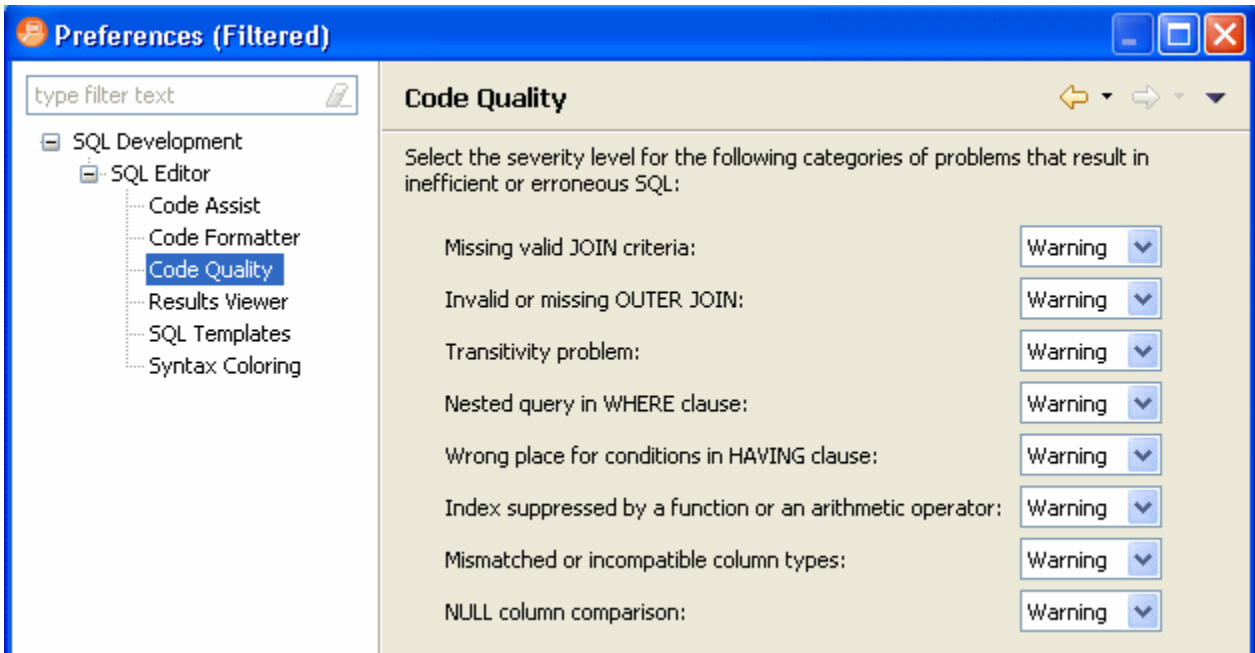 Preferences (Filtered)
type filter text
SQL Development
SQL Editor
Code Assist
Code Formatter
Code Quality
Results Viewer
SQL Templates
Syntax Coloring
Code Quality
Select the severity level for the following categories of problems that result in
inefficient or erroneous SQL:
Missing valid JOIN criteria: Warning
Invalid or missing OUTER JOIN: Warning
Transitivity problem: Warning
Nested query in WHERE clause: Warning
Wrong place for conditions in HAVING clause: Warning
Index suppressed by a function or an arithmetic operator: Warning
Mismatched or incompatible column types: Warning
NULL column comparison: Warning